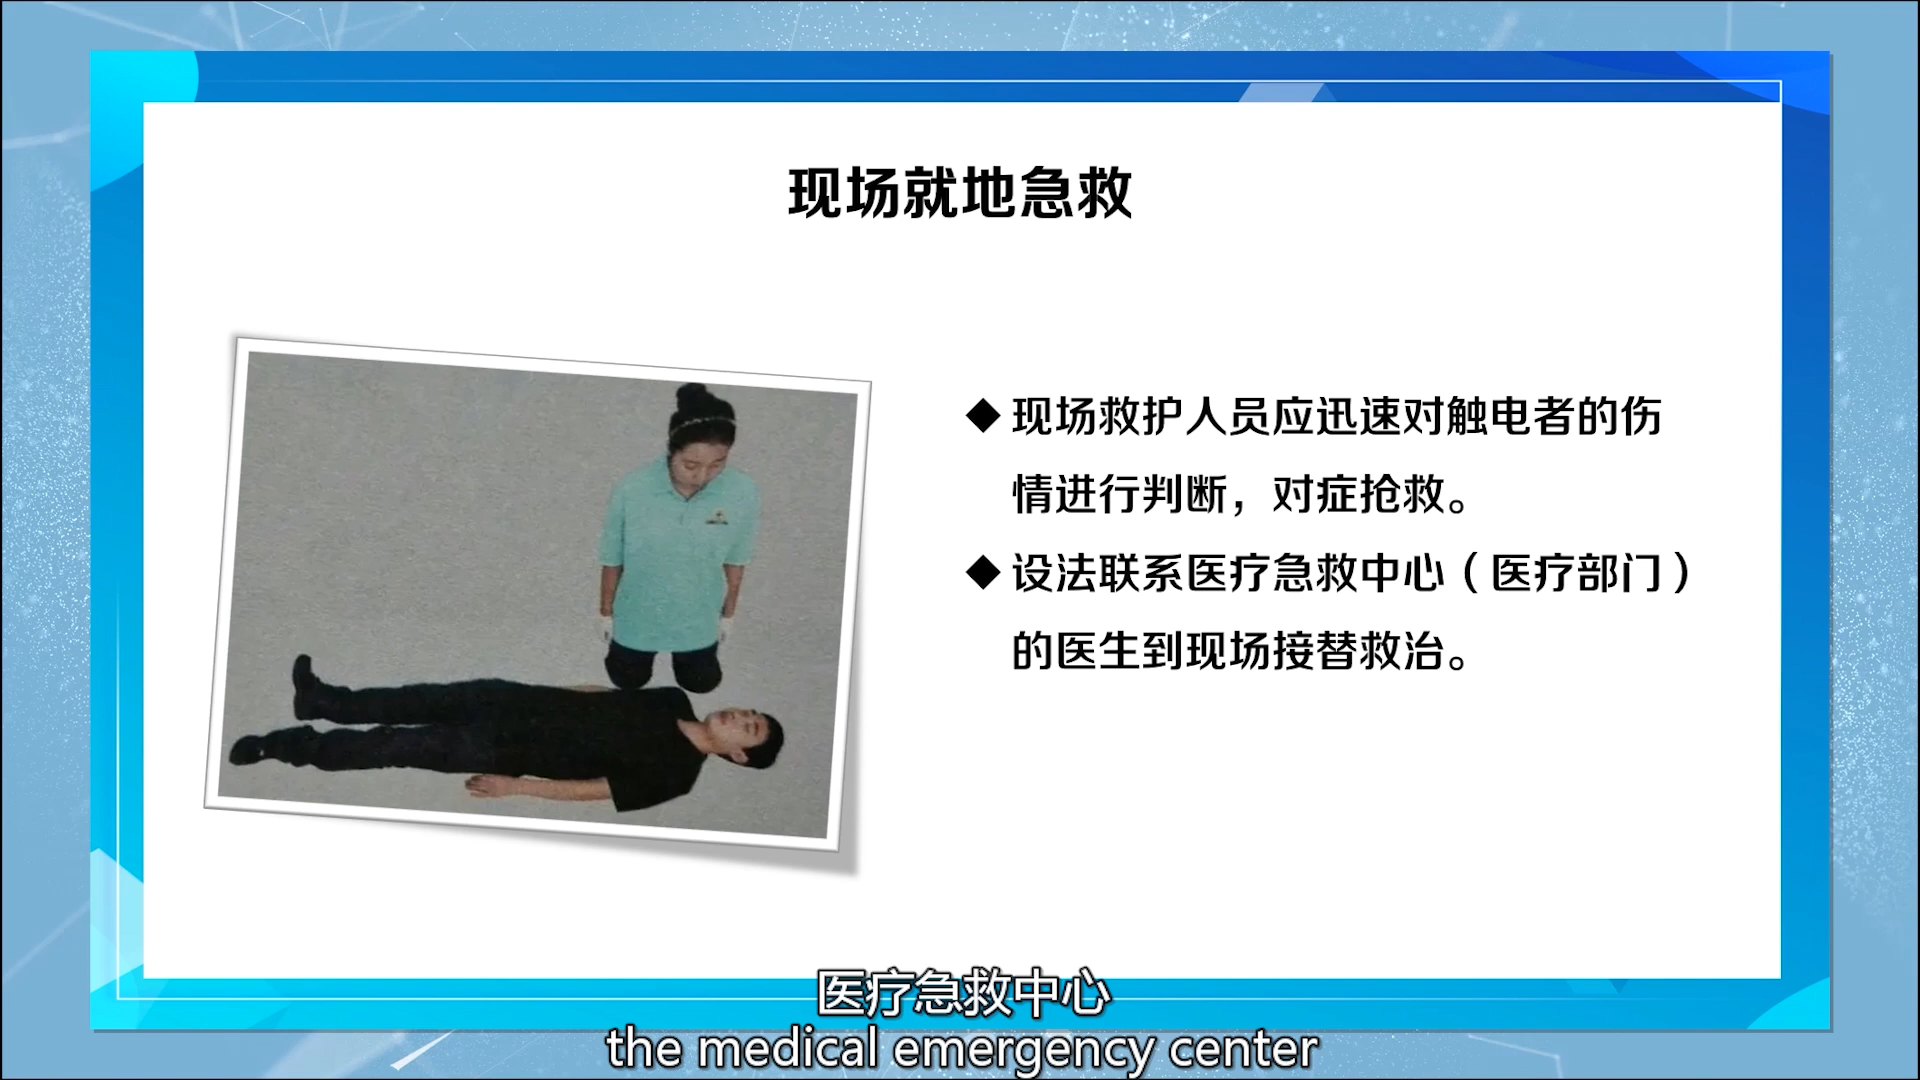 现场就地急救
◆现场救护人员应迅速对触电者的伤
情进行判断，对症抢救。
◆设法联系医疗急救中心（医疗部门）
的医生到现场接替救治。
医疗急救中心
the medical emergency center